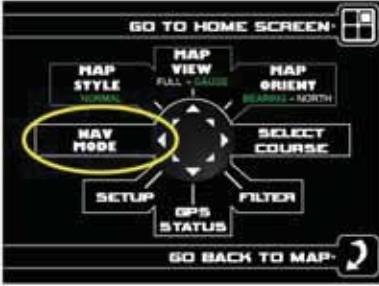 GO TO HOME SCREEN
MAP
VIEW
FULL - GAUGE
MAP
STYLE
NORMAL
MAP
ORIENT
BEARING - NORTH
NAV
MODE
SELECT
COURSE
SETUP
FILTER
GPS
STATUS
GO BACK TO MAP